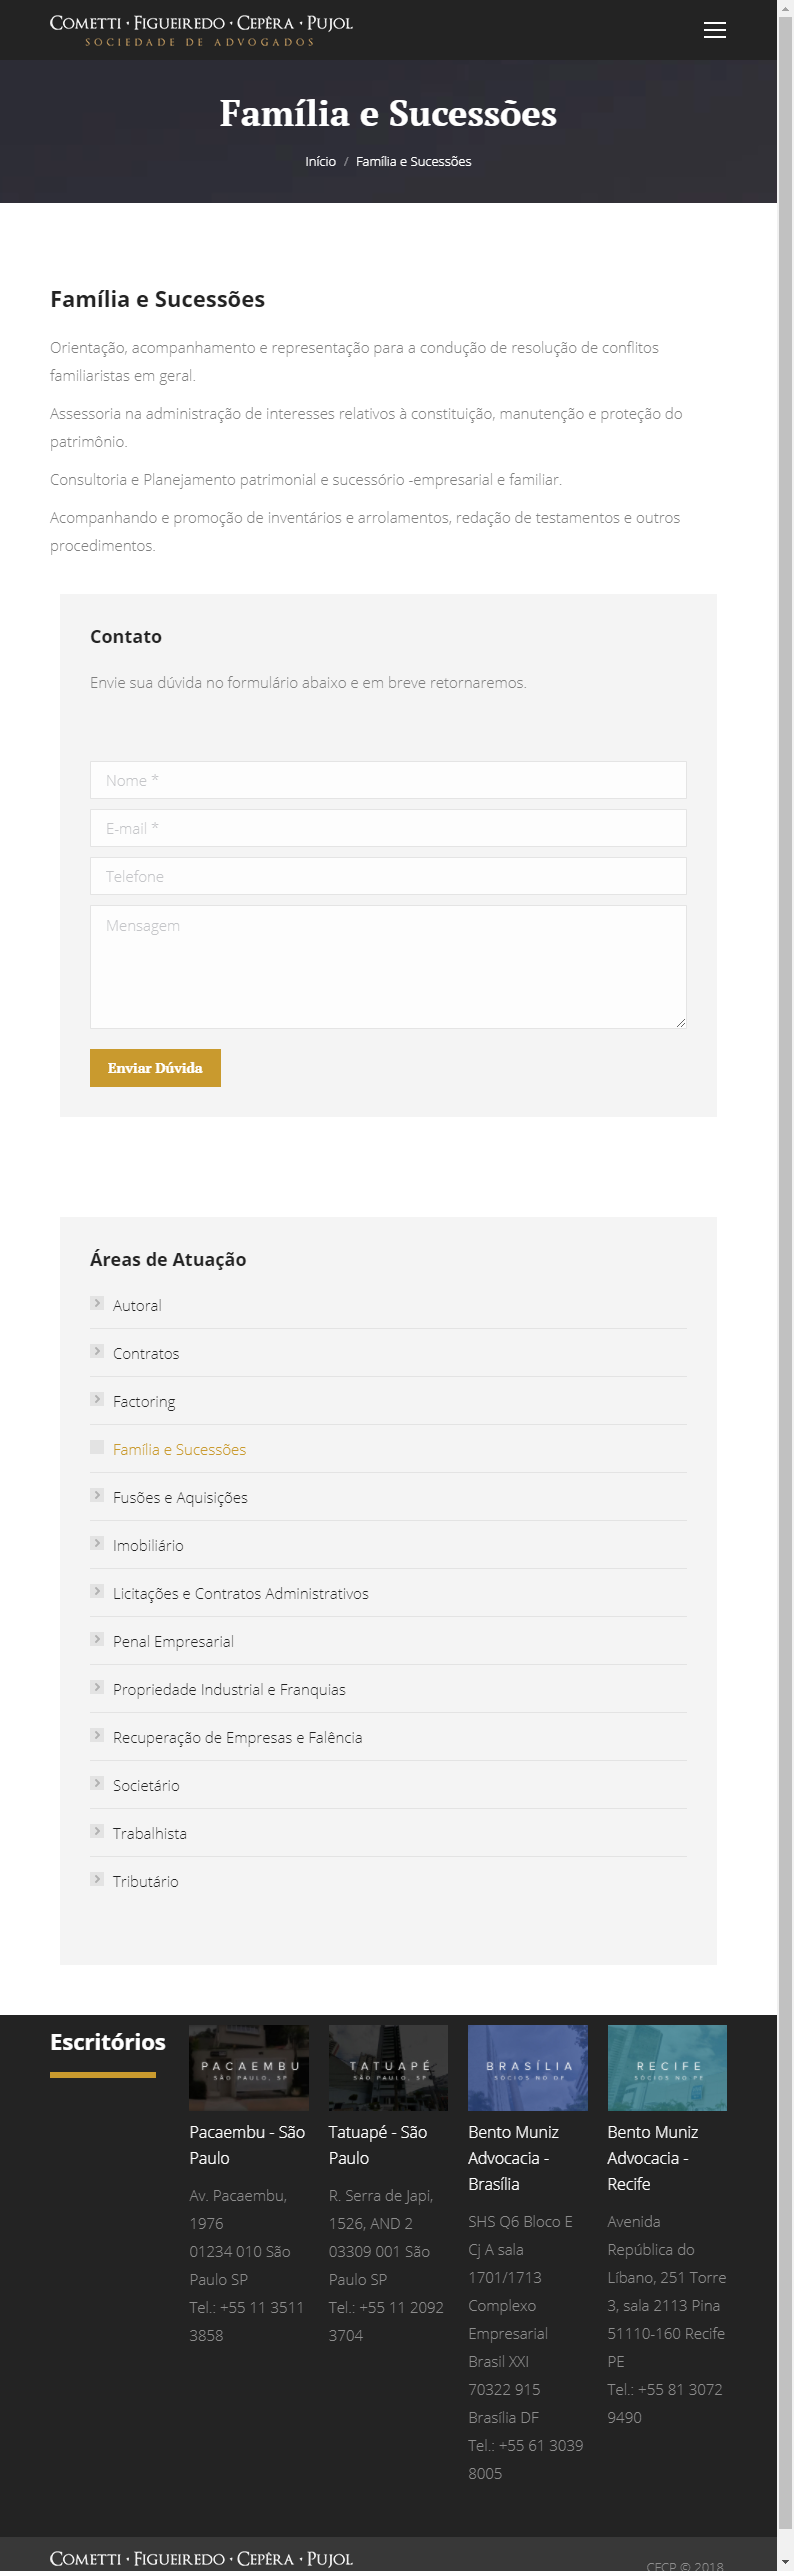 COMETTI · FIGUEIREDO · CEPÊRA · PUJOL
SOCIEDADE DE ADVOGADOS
Família e Sucessões
Início / Família e Sucessões
Família e Sucessões
Orientação, acompanhamento e representação para a condução de resolução de conflitos
familiaristas em geral.
Assessoria na administração de interesses relativos à constituição, manutenção e proteção do
patrimônio.
Consultoria e Planejamento patrimonial e sucessório -empresarial e familiar.
Acompanhando e promoção de inventários e arrolamentos, redação de testamentos e outros
procedimentos.
Contato
Envie sua dúvida no formulário abaixo e em breve retornaremos.
Nome *
E-mail *
Telefone
Mensagem
Enviar Dúvida
Áreas de Atuação
Autoral
Contratos
Factoring
Família e Sucessões
Fusões e Aquisições
Imobiliário
Licitações e Contratos Administrativos
Penal Empresarial
Propriedade Industrial e Franquias
Recuperação de Empresas e Falência
Societário
Trabalhista
Tributário
Escritórios
PACAEMBU
SÃO PAULO, SP
Pacaembu - São
Paulo
Av. Pacaembu,
1976
01234 010 São
Paulo SP
Tel.: +55 11 3511
3858
TATUAPÉ
SÃO PAULO, SP
Tatuapé - São
Paulo
R. Serra de Japi,
1526, AND 2
03309 001 São
Paulo SP
Tel.: +55 11 2092
3704
BRASÍLIA
SÓCIOS NO DF
Bento Muniz
Advocacia -
Brasília
SHS Q6 Bloco E
Cj A sala
1701/1713
Complexo
Empresarial
Brasil XXI
70322 915
Brasília DF
Tel.: +55 61 3039
8005
RECIFE
SÓCIOS NO PE
Bento Muniz
Advocacia -
Recife
Avenida
República do
Líbano, 251 Torre
3, sala 2113 Pina
51110-160 Recife
PE
Tel.: +55 81 3072
9490
COMETTI · FIGUEIREDO · CEPÊRA · PUJOL
CFCP © 2018